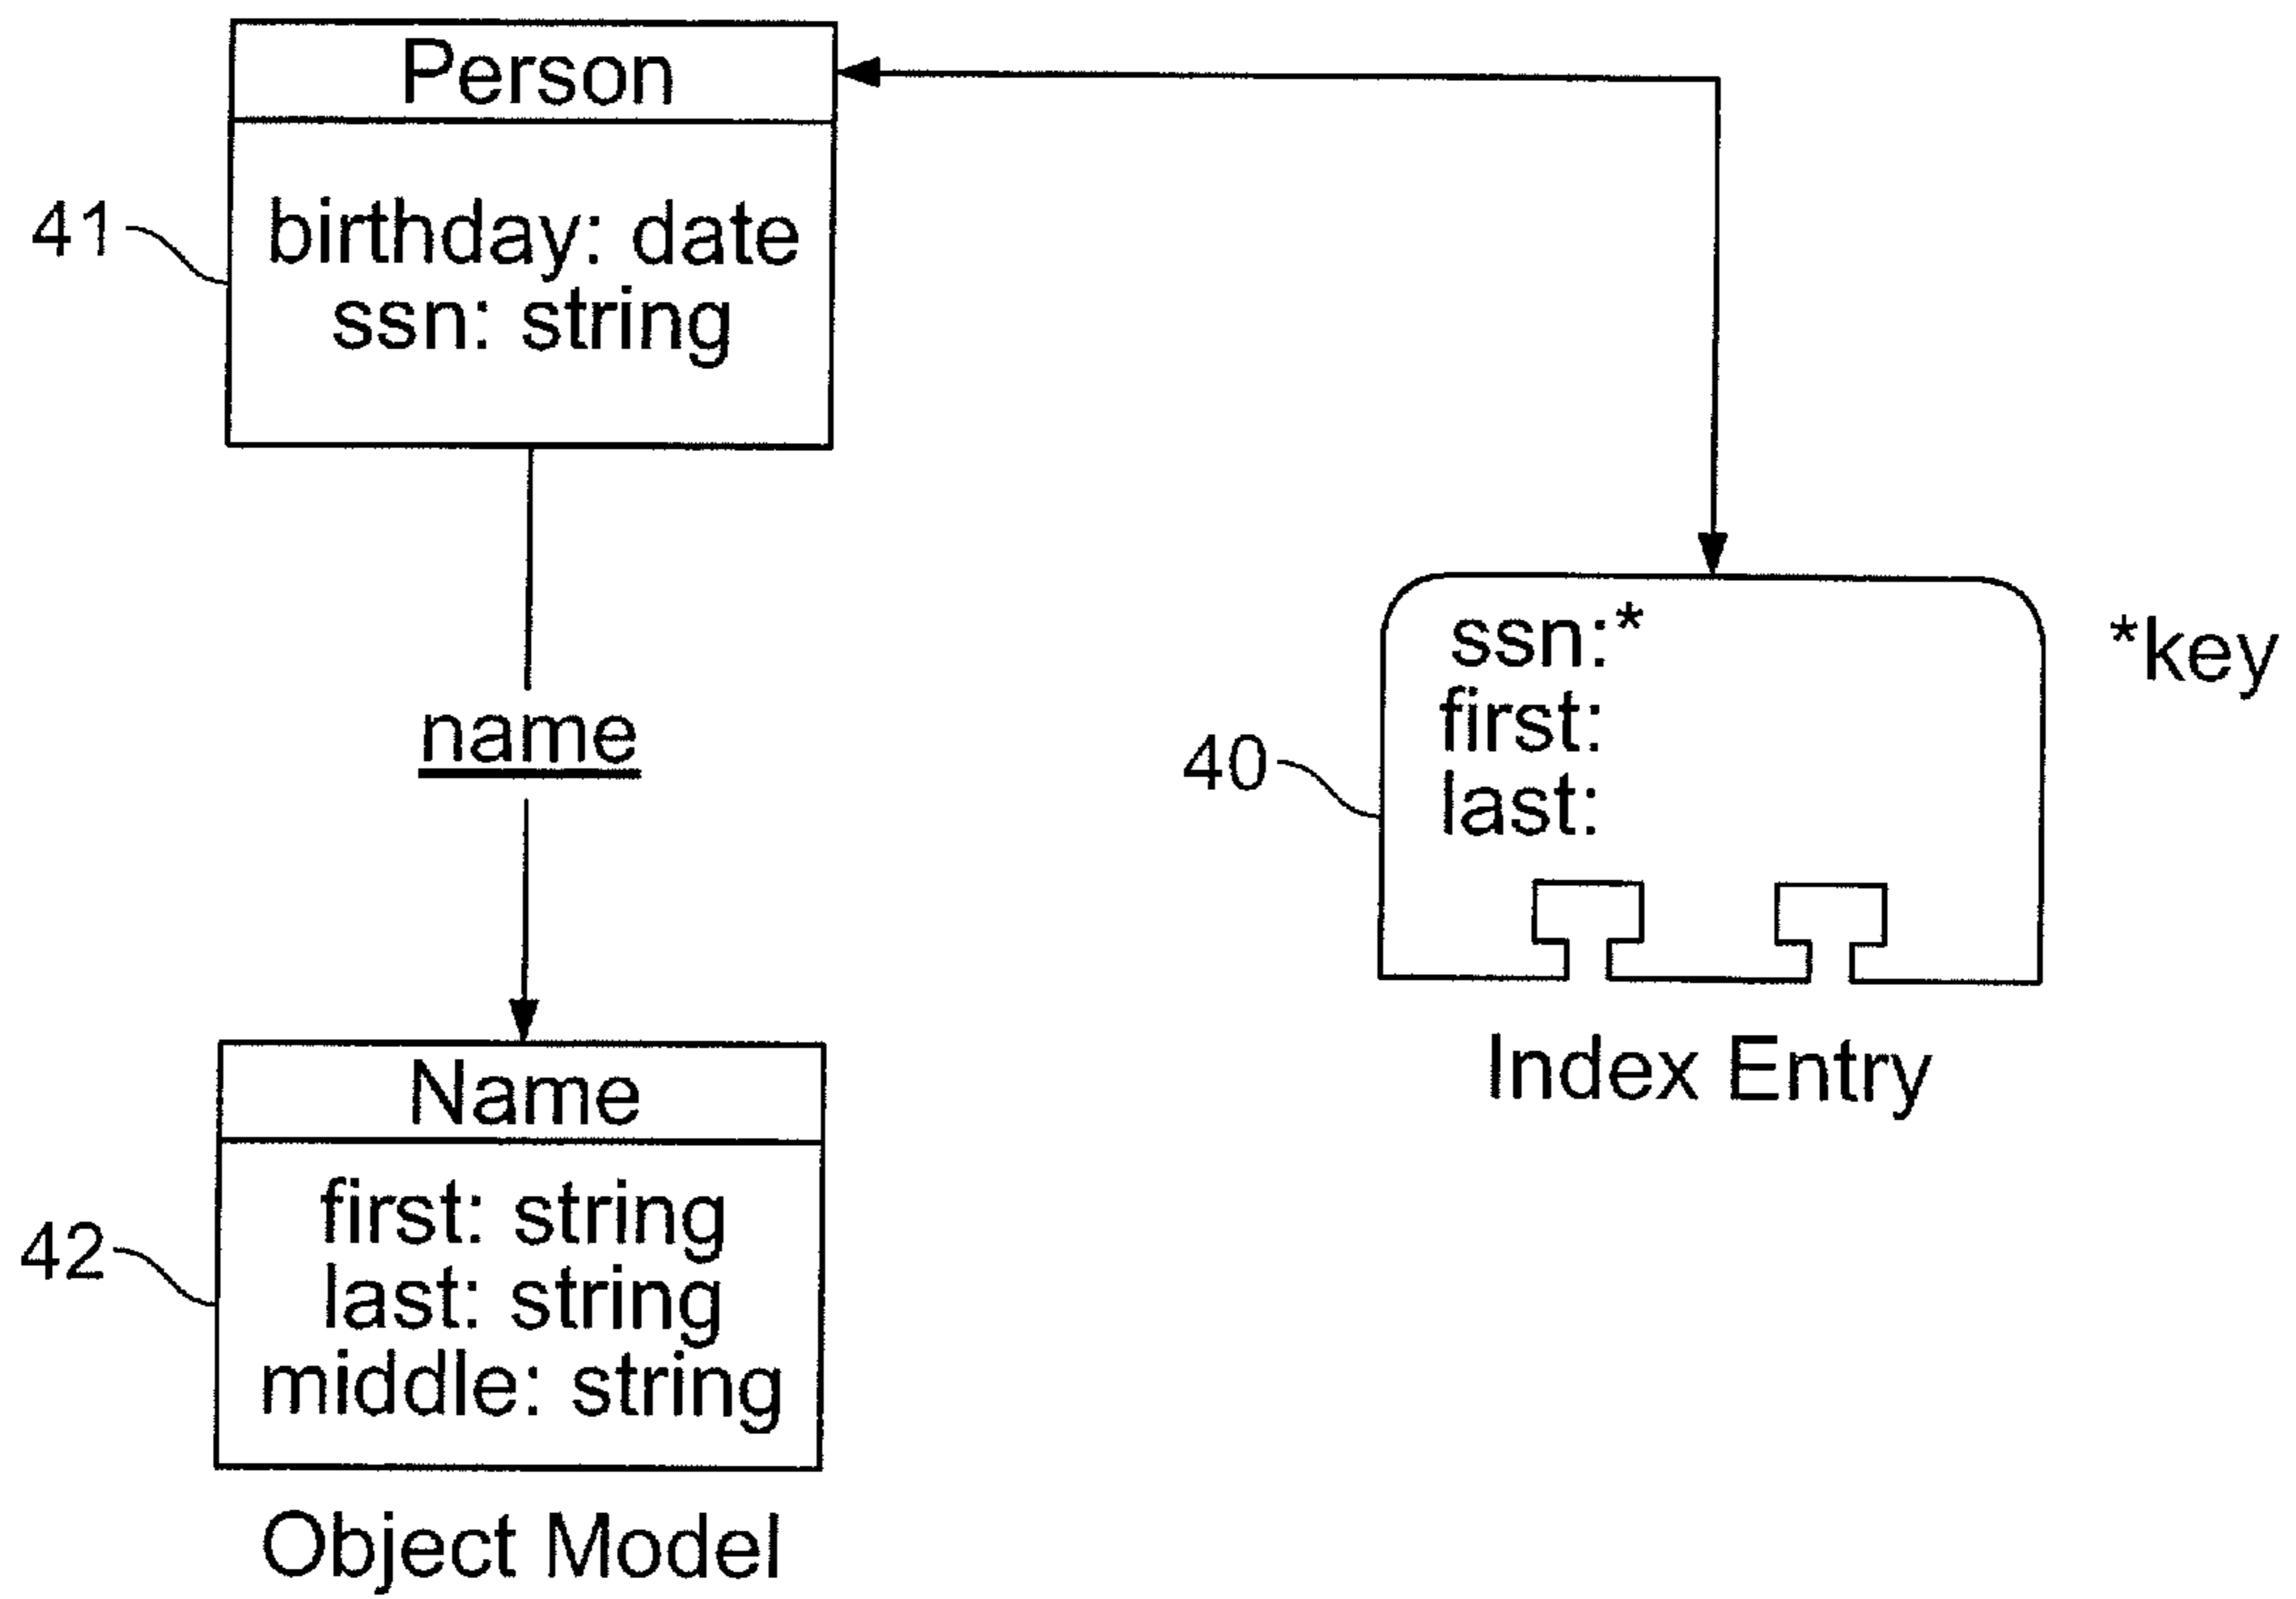 Person
41
birthday: date
ssn: string
name
Name
42
first: string
last: string
middle: string
Object Model
ssn:*
first:
last:
*key
40
Index Entry